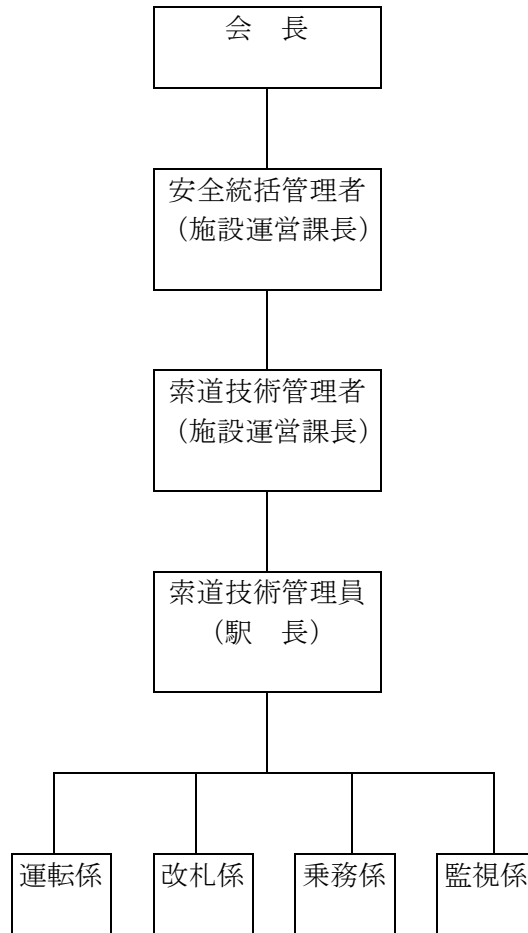 会　長
安全統括管理者
（施設運営課長）
索道技術管理者
（施設運営課長）
索道技術管理員
（駅　長）
運転係
改札係
乗務係
監視係